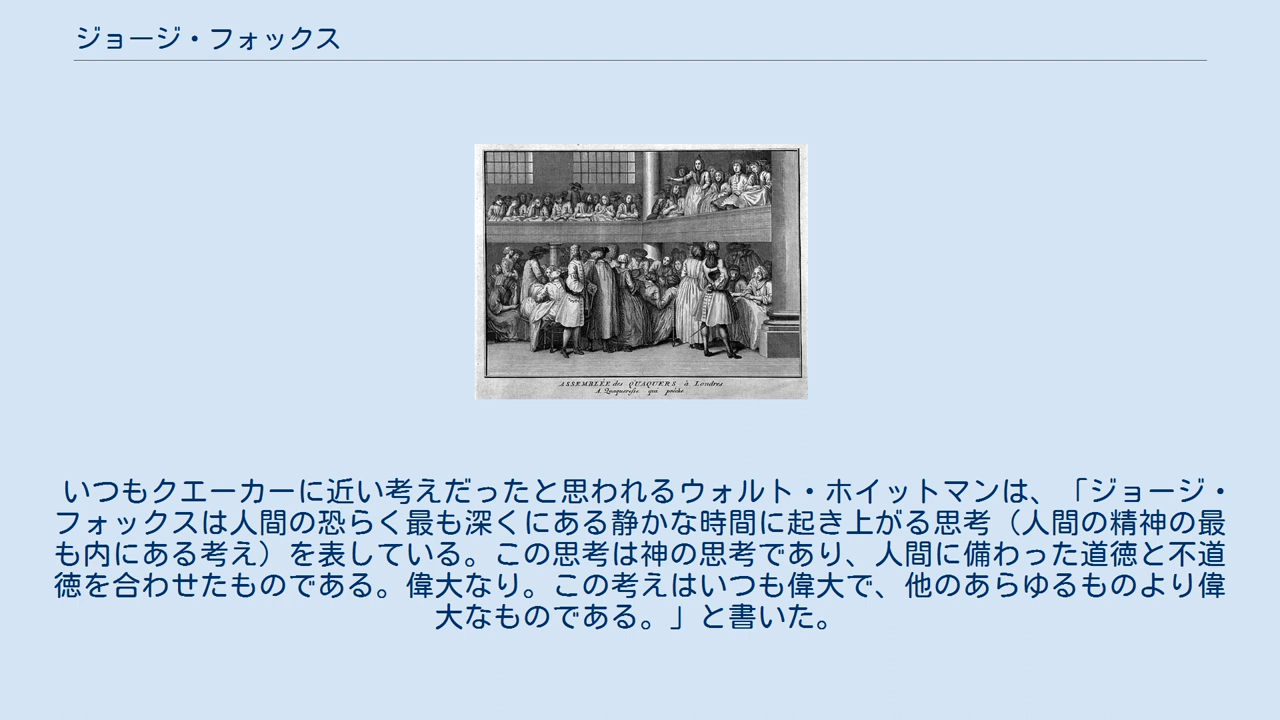 ジョージ・フォックス
ASSEMBLÉE des QUAQUERS à Londres
A. Quaqueresse qui prêche.
いつもクエーカーに近い考えだったと思われるウォルト・ホイットマンは、「ジョージ・
フォックスは人間の恐らく最も深くにある静かな時間に起き上がる思考（人間の精神の最
も内にある考え）を表している。この思考は神の思考であり、人間に備わった道徳と不道
徳を合わせたものである。偉大なり。この考えはいつも偉大で、他のあらゆるものより偉
大なものである。」と書いた。